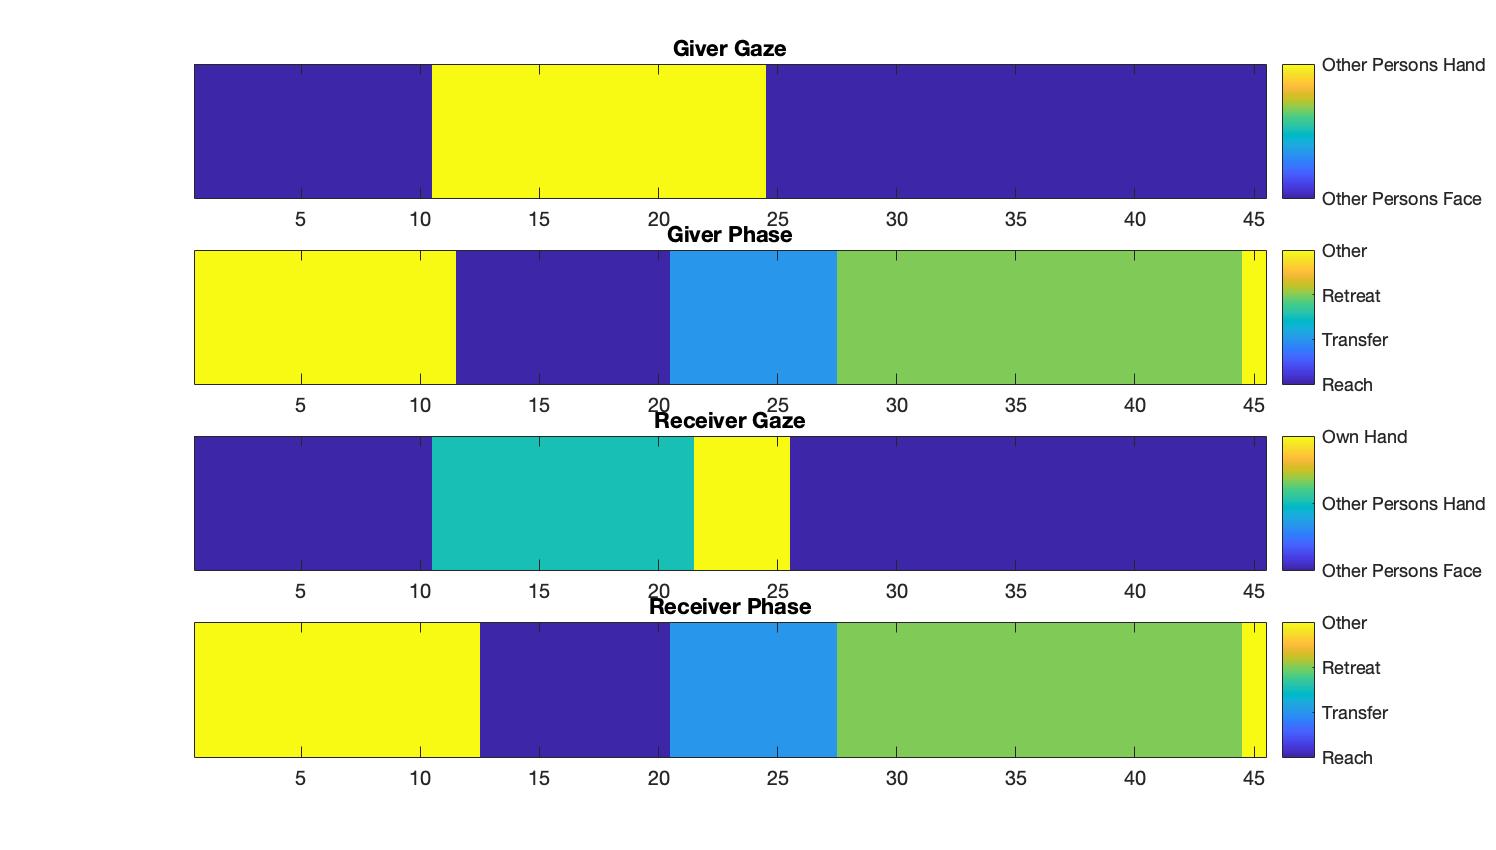 Giver Gaze
Other Persons Hand
Other Persons Face
5 10 15 20 25 30 35 40 45
Giver Phase
Other
Retreat
Transfer
Reach
5 10 15 20 25 30 35 40 45
Receiver Gaze
Own Hand
Other Persons Hand
Other Persons Face
5 10 15 20 25 30 35 40 45
Receiver Phase
Other
Retreat
Transfer
Reach
5 10 15 20 25 30 35 40 45